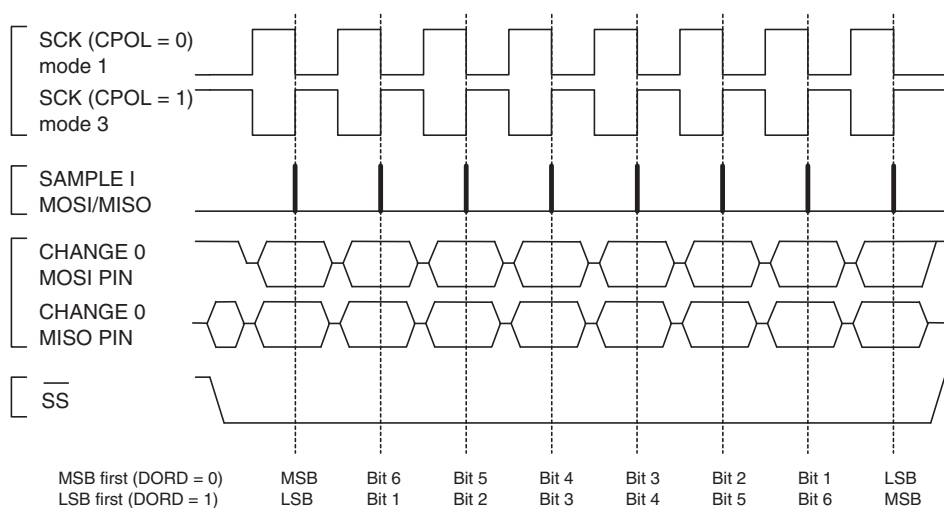 SCK (CPOL = 0)
mode 1
SCK (CPOL = 1)
mode 3
SAMPLE I
MOSI/MISO
CHANGE 0
MOSI PIN
CHANGE 0
MISO PIN
SS
MSB first (DORD = 0) MSB Bit 6 Bit 5 Bit 4 Bit 3 Bit 2 Bit 1 LSB
LSB first (DORD = 1) LSB Bit 1 Bit 2 Bit 3 Bit 4 Bit 5 Bit 6 MSB